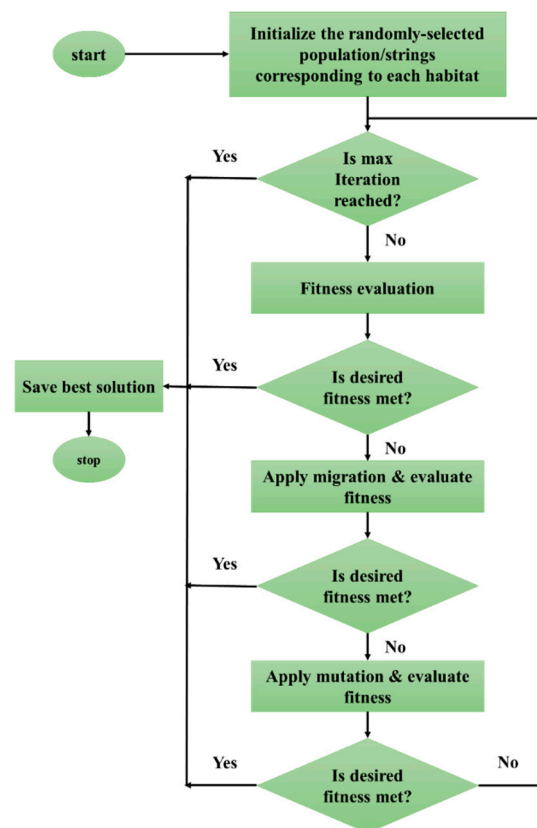 start
Initialize the randomly-selected
population/strings
corresponding to each habitat
Yes
Is max
Iteration
reached?
No
Fitness evaluation
Yes
Is desired
fitness met?
Save best solution
No
stop
Apply migration & evaluate
fitness
Yes
Is desired
fitness met?
No
Apply mutation & evaluate
fitness
Yes
Is desired
fitness met?
No